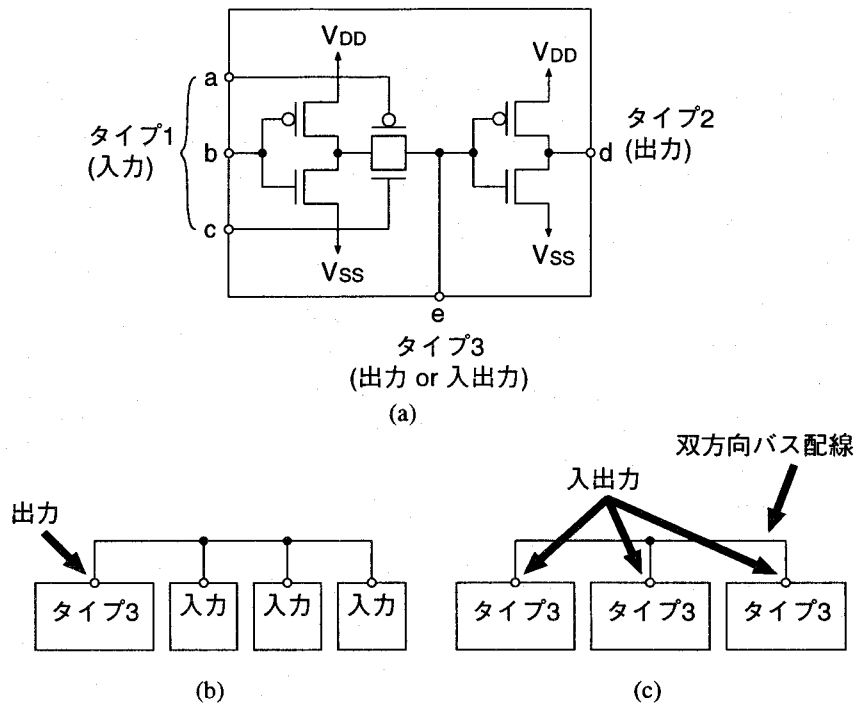 VDD
VDD
a
タイプ1
(入力)
b
c
タイプ2
(出力)
d
VSS
VSS
e
タイプ3
(出力 or 入出力)
(a)
双方向バス配線
入出力
出力
タイプ3
入力
入力
入力
タイプ3
タイプ3
タイプ3
(b)
(c)